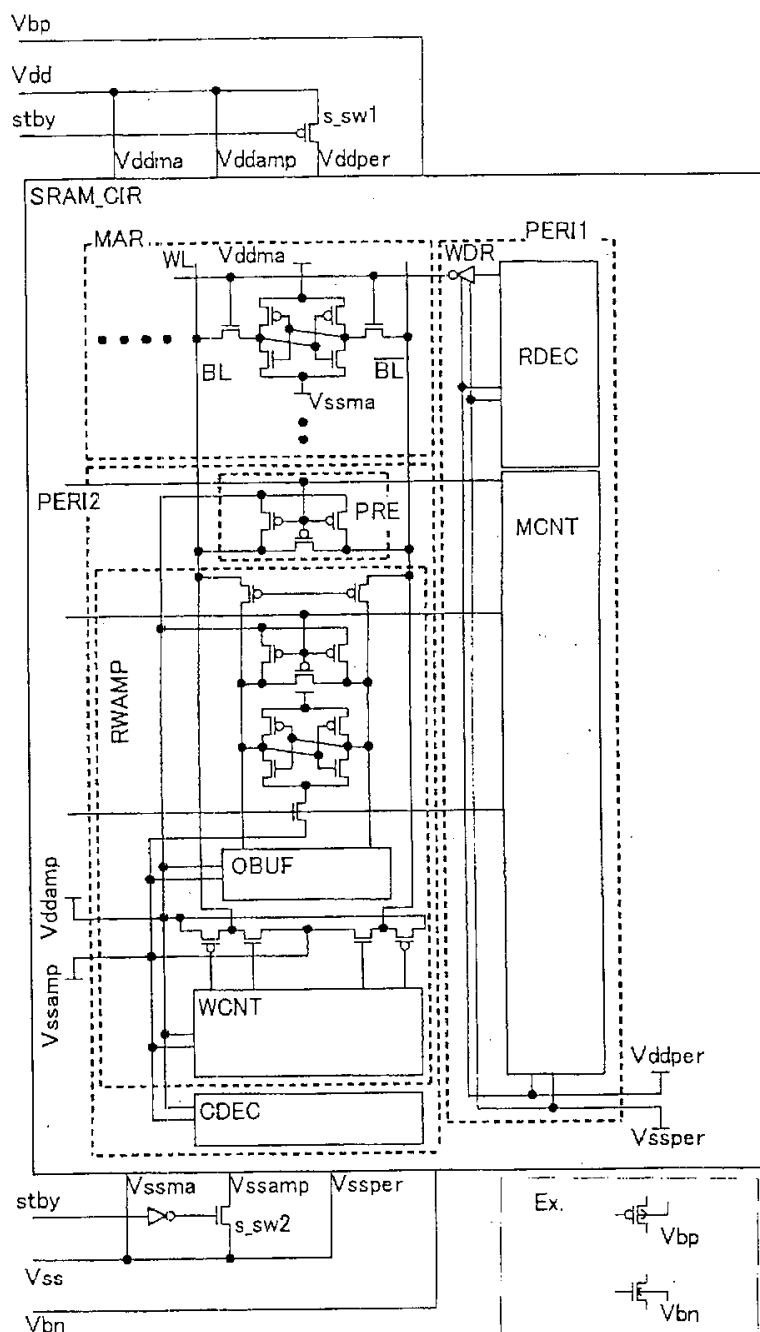 Vbp
Vdd
stby
s_sw1
Vddma
Vddamp
Vddper
SRAM_CIR
MAR
PERI1
WL
Vddma
WDR
RDEC
BL
BL
Vssma
PERI2
PRE
MCNT
RWAMP
OBUF
Vddamp
Vssamp
WCNT
CDEC
Vddper
Vssper
Vssma
Vssamp
Vssper
stby
s_sw2
Vss
Vbn
Ex.
Vbp
Vbn